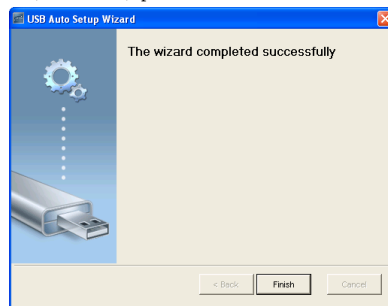 USB Auto Setup Wizard
The wizard completed successfully
< Back
Finish
Cancel